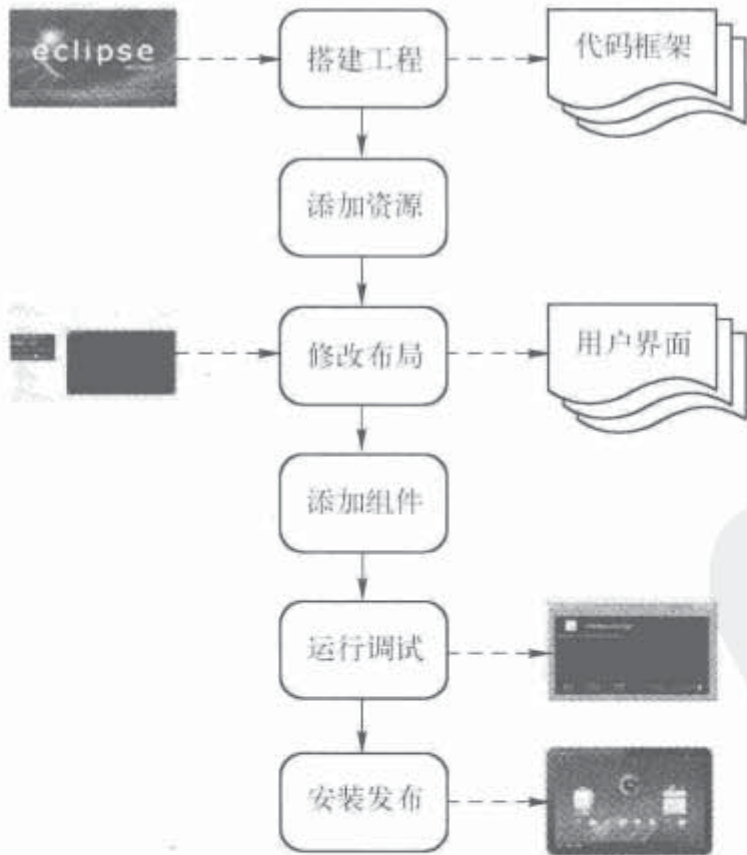 eclipse
搭建工程
代码框架
添加资源
修改布局
用户界面
添加组件
运行调试
安装发布